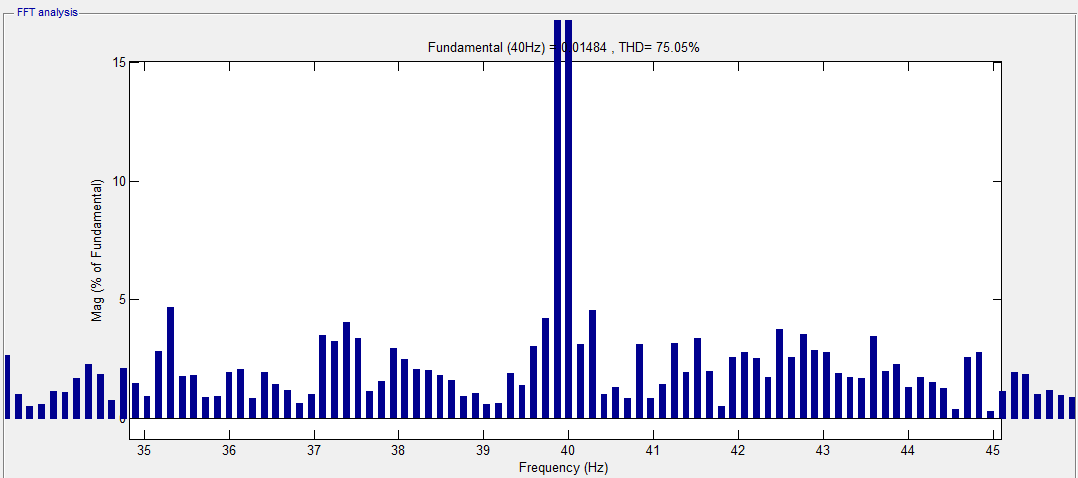 FFT analysis
Fundamental (40Hz) = 0.01484 , THD= 75.05%
15
10
5
0
Mag (% of Fundamental)
35 36 37 38 39 40 41 42 43 44 45
Frequency (Hz)